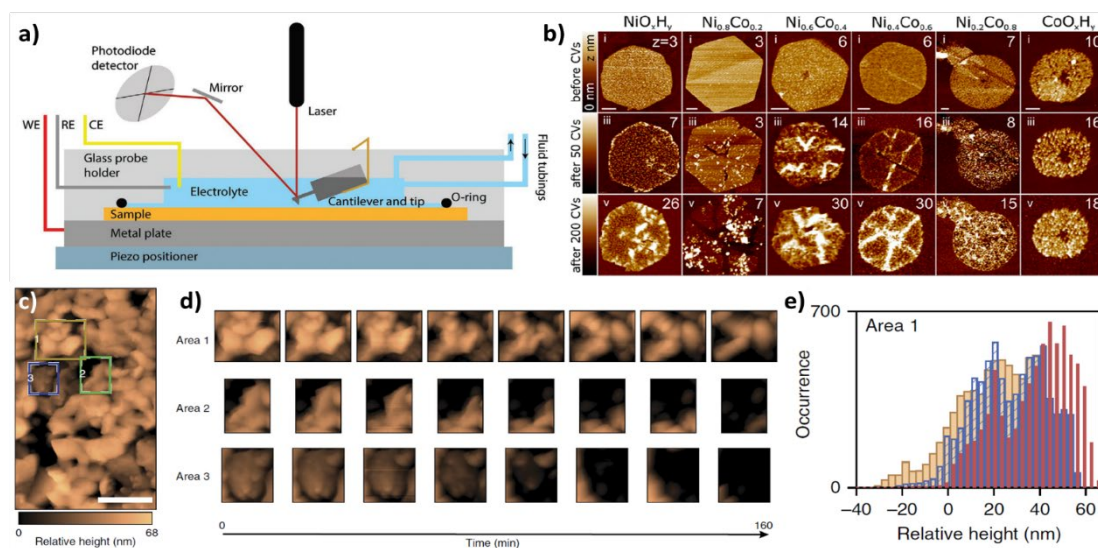 a)
Photodiode
detector
Mirror
Laser
WE
RE
CE
Glass probe
holder
Electrolyte
Cantilever and tip
O-ring
Fluid tubings
Sample
Metal plate
Piezo positioner
b)
NiOxHy
Ni0.8Co0.2
Ni0.6Co0.4
Ni0.4Co0.6
Ni0.2Co0.8
CoOxHy
before CVs
0 nm
z nm
i
z=3
i
3
i
6
i
6
i
7
i
10
after 50 CVs
iii
7
iii
3
iii
14
iii
16
iii
8
iii
16
after 200 CVs
v
26
v
7
v
30
v
30
v
15
v
18
c)
1
2
3
0
68
Relative height (nm)
d)
Area 1
Area 2
Area 3
0
160
Time (min)
e)
700
Area 1
Occurrence
0
−40
−20
0
20
40
60
Relative height (nm)